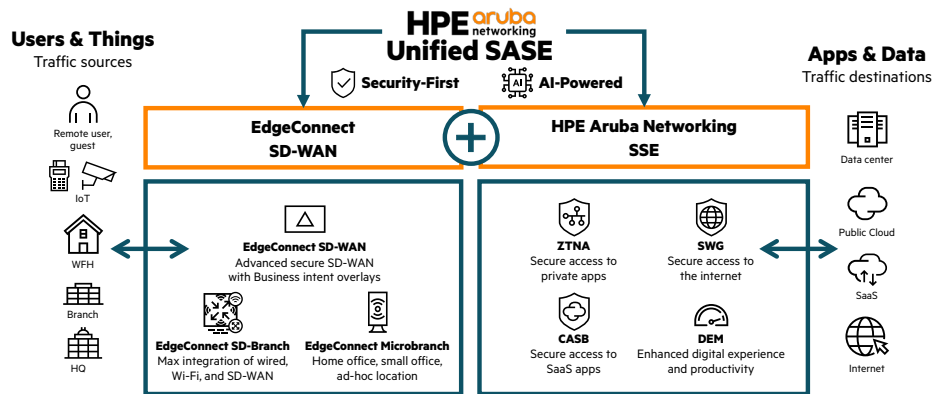 HPE aruba
networking
Unified SASE
Security-First
AI
AI-Powered
Users & Things
Traffic sources
Remote user,
guest
IoT
WFH
Branch
HQ
EdgeConnect
SD-WAN
HPE Aruba Networking
SSE
EdgeConnect SD-WAN
Advanced secure SD-WAN
with Business intent overlays
EdgeConnect SD-Branch
Max integration of wired,
Wi-Fi, and SD-WAN
EdgeConnect Microbranch
Home office, small office,
ad-hoc location
ZTNA
Secure access to
private apps
SWG
Secure access to
the internet
CASB
Secure access to
SaaS apps
DEM
Enhanced digital experience
and productivity
Apps & Data
Traffic destinations
Data center
Public Cloud
SaaS
Internet